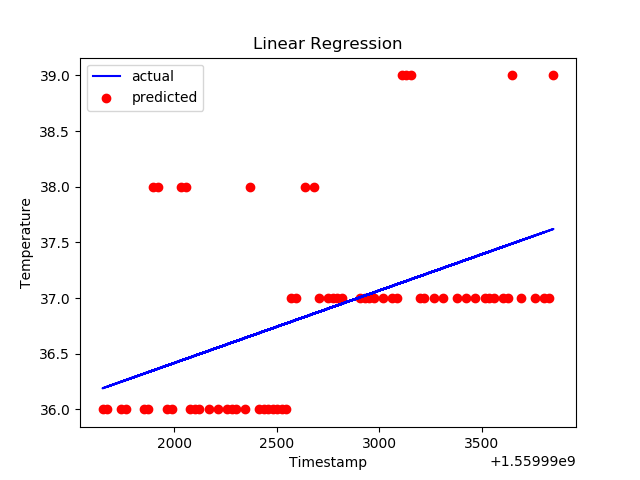 Linear Regression
actual
predicted
39.0
38.5
38.0
37.5
37.0
36.5
36.0
Temperature
2000
2500
3000
3500
Timestamp
+1.55999e9